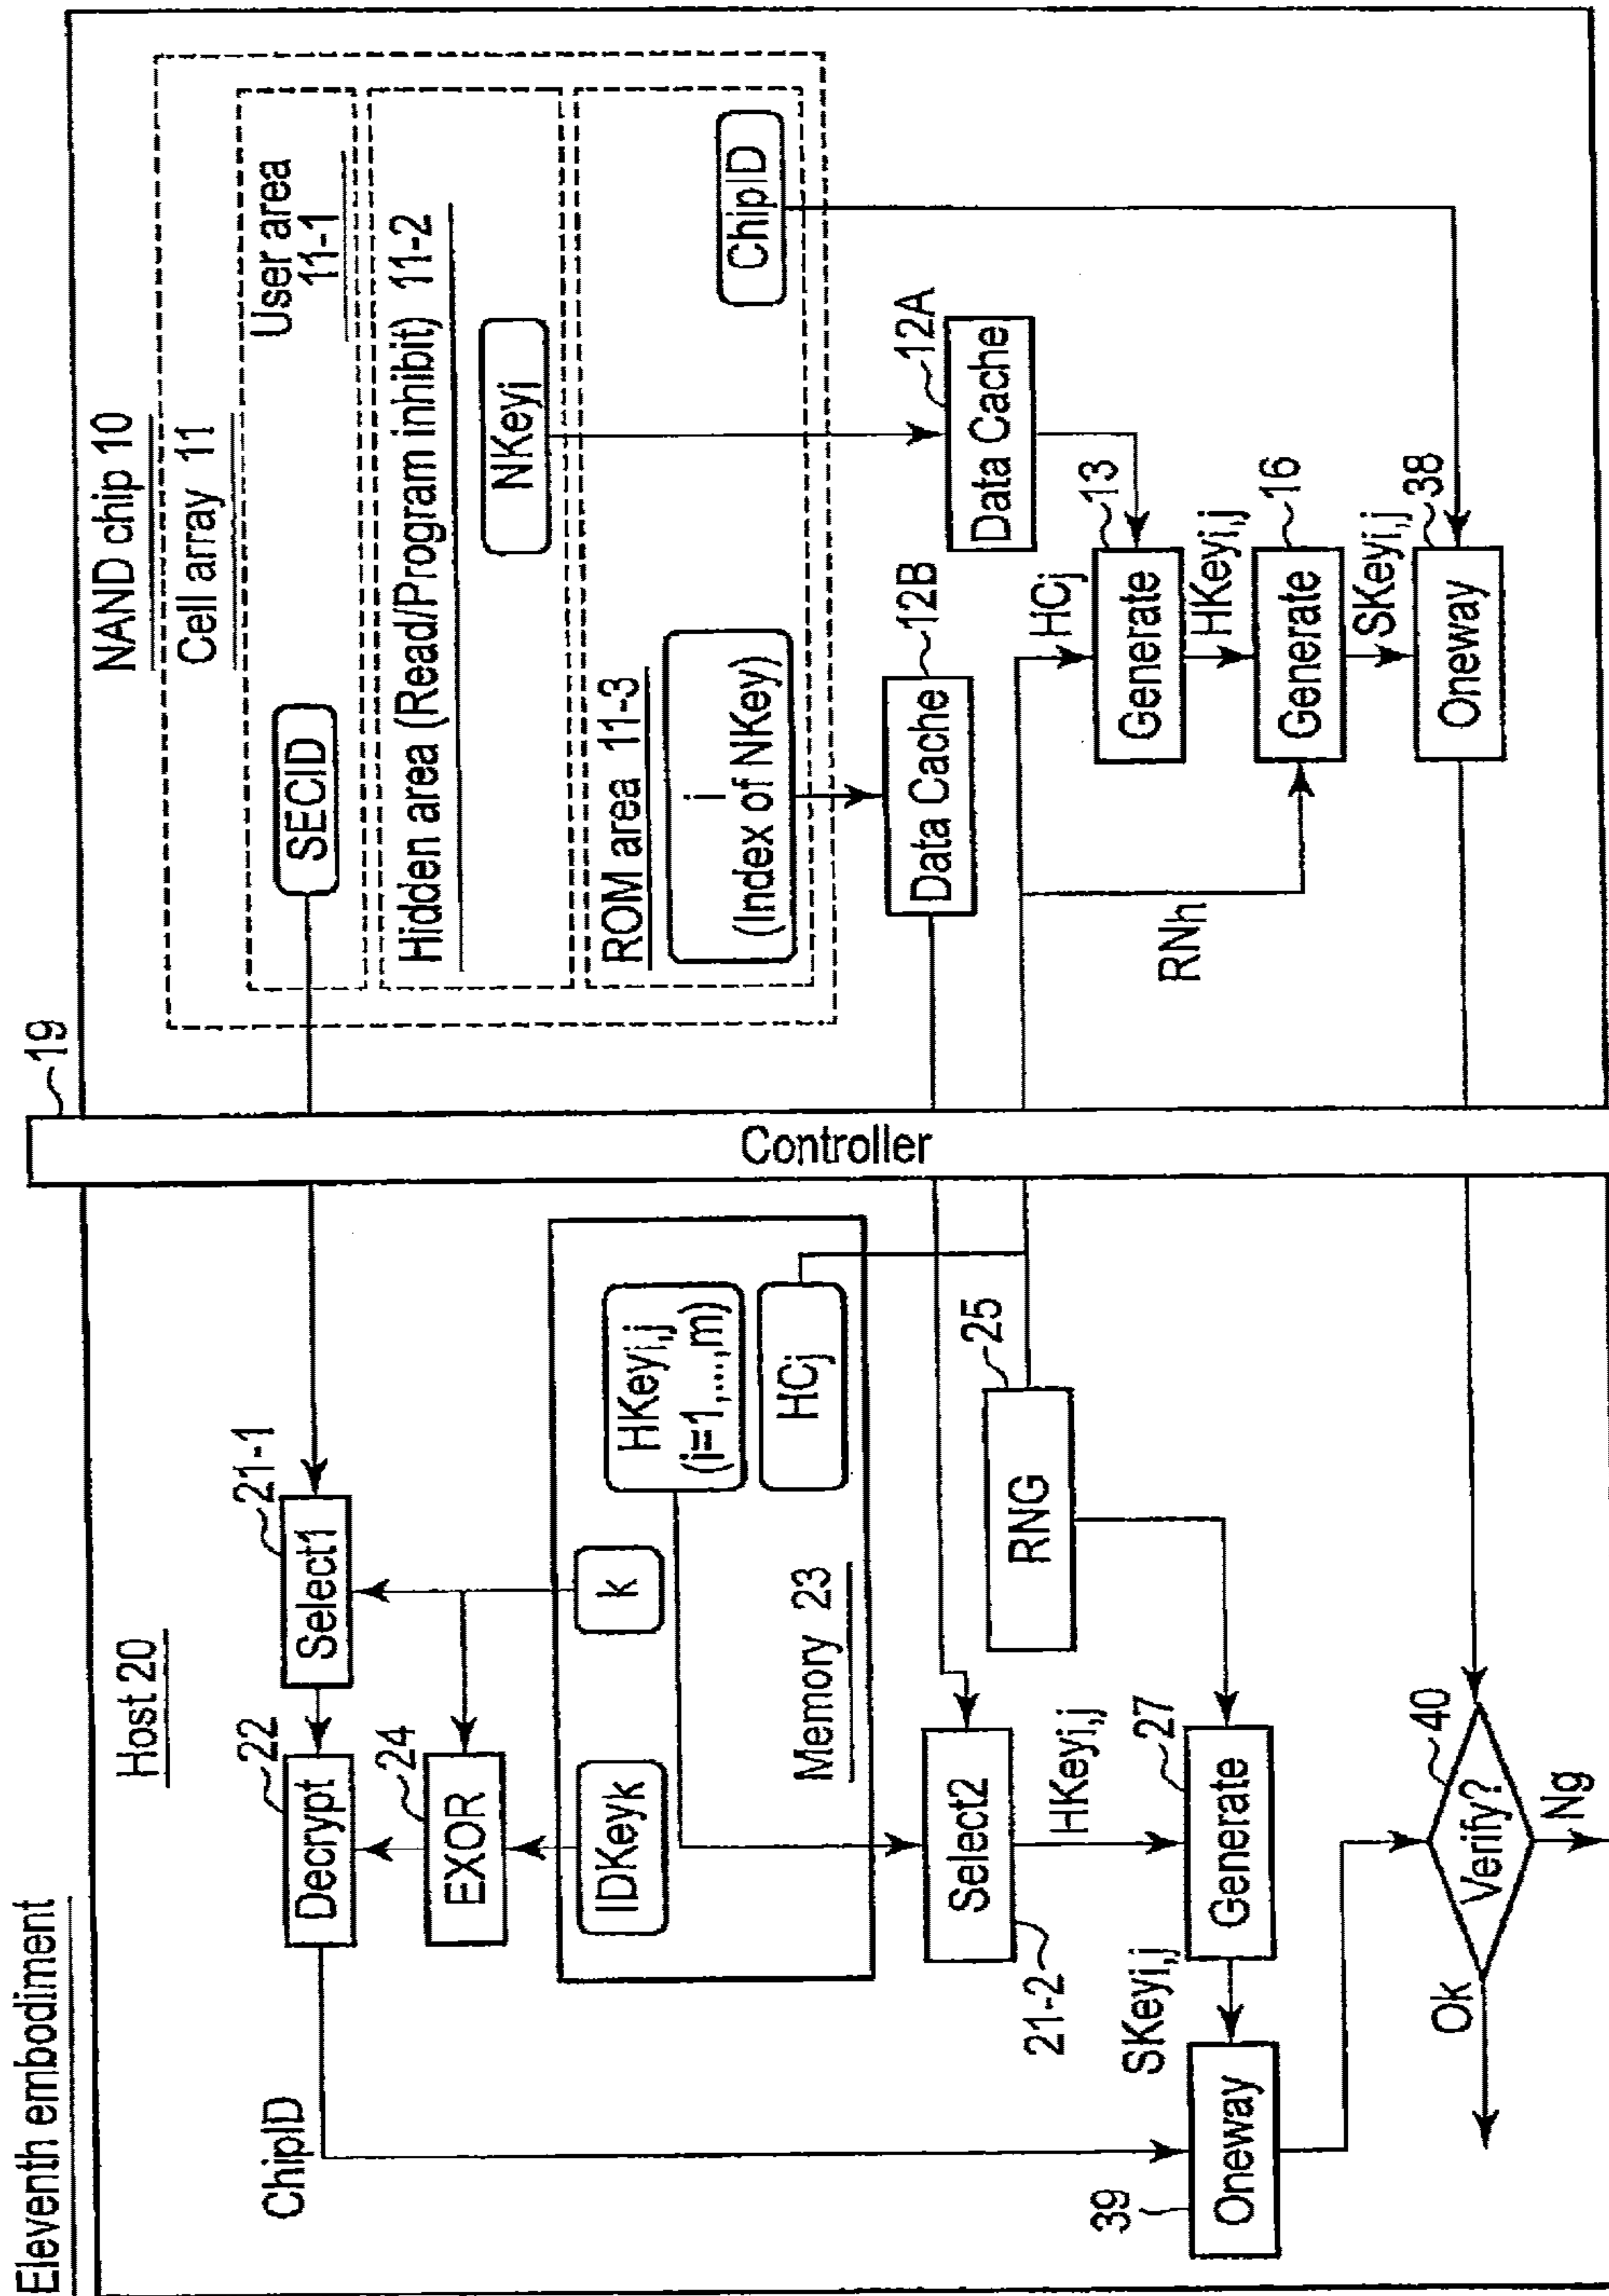 Eleventh embodiment
Host 20
ChipID
Decrypt
22
Select1
21-1
EXOR
24
IDKeyk
k
HKeyi,j
(i=1,....,m)
HCj
Memory 23
Select2
21-2
HKeyi,j
RNG
25
Generate
27
SKeyi,j
Oneway
39
Verify?
40
Ok
Ng
Controller
19
NAND chip 10
Cell array 11
User area
11-1
SECID
Hidden area (Read/Program inhibit) 11-2
NKeyi
ROM area 11-3
i
(Index of NKey)
ChipID
Data Cache
12B
Data Cache
12A
HCj
Generate
13
HKeyi,j
RNh
Generate
16
SKeyi,j
Oneway
38